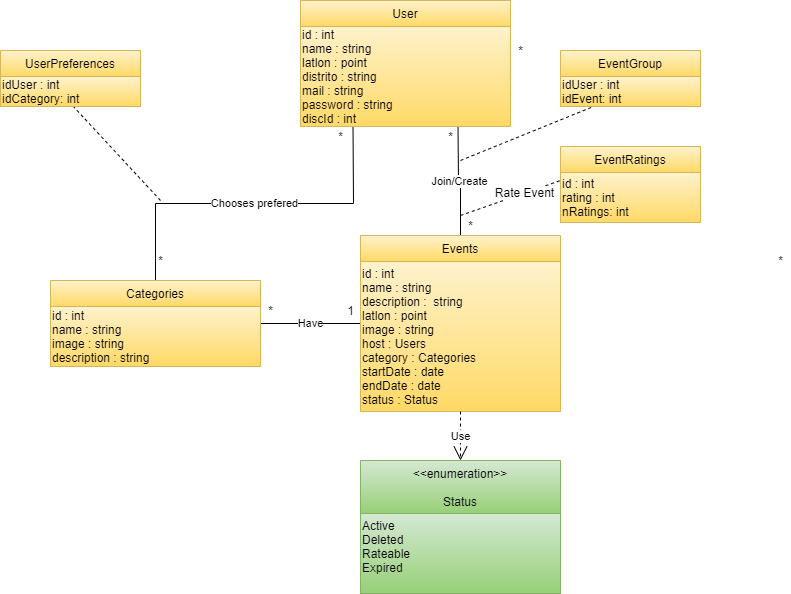 User
id : int
name : string
latlon : point
distrito : string
mail : string
password : string
discId : int
*
UserPreferences
idUser : int
idCategory: int
EventGroup
idUser : int
idEvent: int
*
*
EventRatings
id : int
rating : int
nRatings: int
Join/Create
Rate Event
Chooses prefered
*
*
*
Events
id : int
name : string
description :  string
latlon : point
image : string
host : Users
category : Categories
startDate : date
endDate : date
status : Status
Categories
id : int
name : string
image : string
description : string
*
Have
1
Use
<<enumeration>>
Status
Active
Deleted
Rateable
Expired